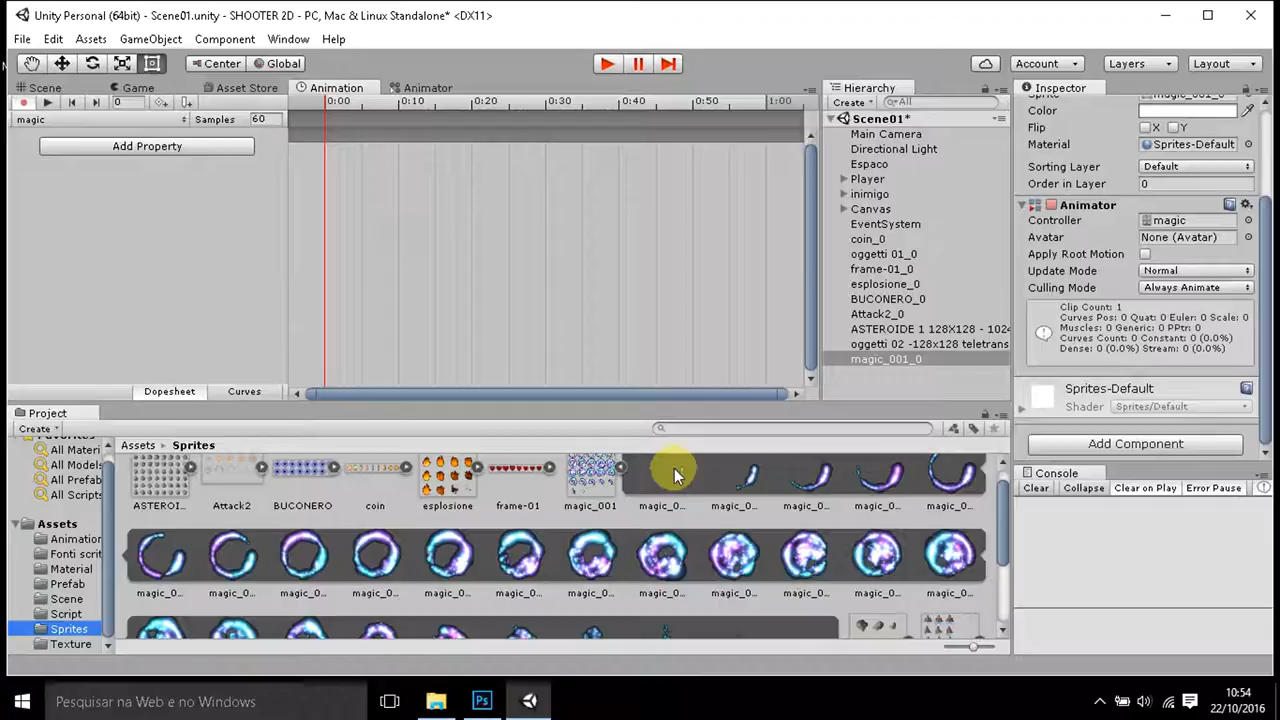 Unity Personal (64bit) - Scene01.unity - SHOOTER 2D - PC, Mac & Linux Standalone* <DX11>
File Edit Assets GameObject Component Window Help
Center Global Account Layers Layout
Scene Game Asset Store Animation Animator
0 0:00 0:10 0:20 0:30 0:40 0:50 1:00
magic Samples 60
Add Property
Dopesheet Curves
Hierarchy
Create All
Scene01*
Main Camera
Directional Light
Espaco
Player
inimigo
Canvas
EventSystem
coin_0
oggetti 01_0
frame-01_0
esplosione_0
BUCONERO_0
Attack2_0
ASTEROIDE 1 128X128 - 1024
oggetti 02 -128x128 teletrans
magic_001_0
Inspector
Sprite magic_001_0
Color
Flip X Y
Material Sprites-Default
Sorting Layer Default
Order in Layer 0
Animator
Controller magic
Avatar None (Avatar)
Apply Root Motion
Update Mode Normal
Culling Mode Always Animate
Clip Count: 1
Curves Pos: 0 Quat: 0 Euler: 0 Scale: 0
Muscles: 0 Generic: 0 PPtr: 0
Curves Count: 0 Constant: 0 (0.0%)
Dense: 0 (0.0%) Stream: 0 (0.0%)
Sprites-Default
Shader Sprites/Default
Add Component
Console
Clear Collapse Clear on Play Error Pause
Project
Create
Favorites
All Materi
All Models
All Prefab
All Scripts
Assets
Animation
Fonti scrit
Material
Prefab
Scene
Script
Sprites
Texture
Assets Sprites
ASTEROI... Attack2 BUCONERO coin esplosione frame-01 magic_001 magic_0... magic_0... magic_0... magic_0... magic_0...
magic_0... magic_0... magic_0... magic_0... magic_0... magic_0... magic_0... magic_0... magic_0... magic_0... magic_0... magic_0...
Pesquisar na Web e no Windows
Ps
10:54
22/10/2016